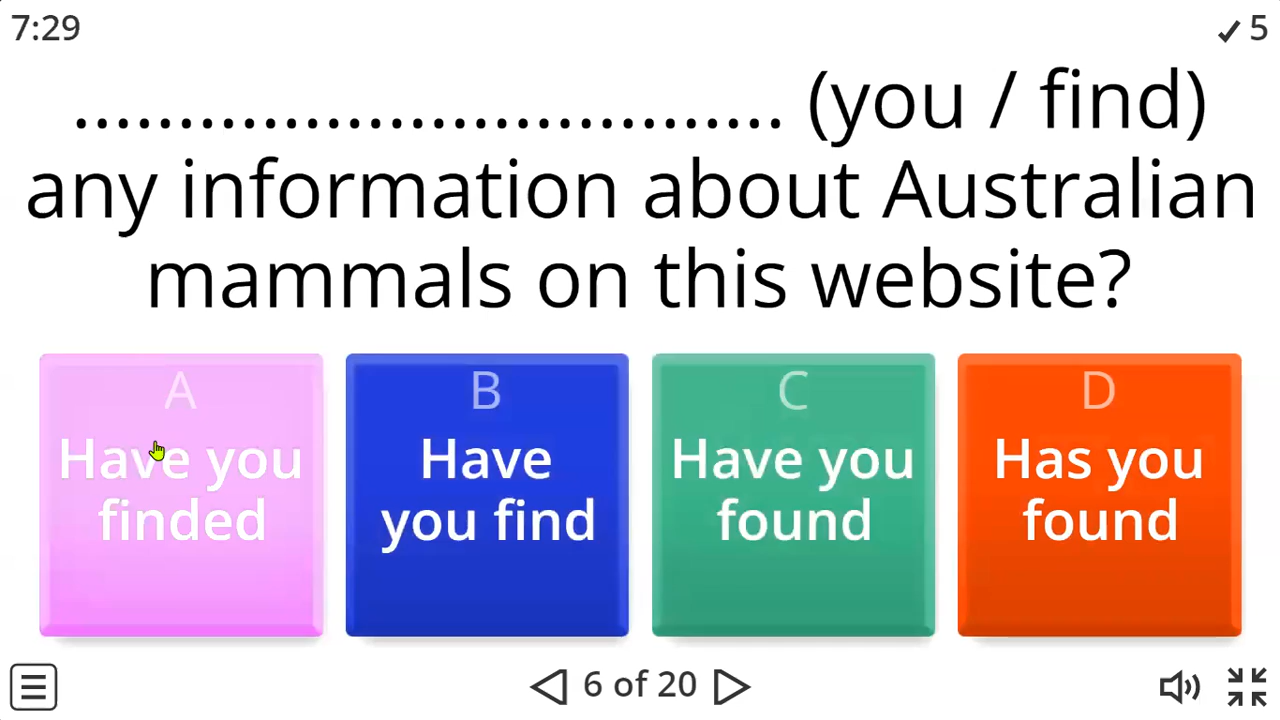 7:29
✓ 5
.................................. (you / find)
any information about Australian
mammals on this website?
A
Have you
finded
B
Have
you find
C
Have you
found
D
Has you
found
6 of 20